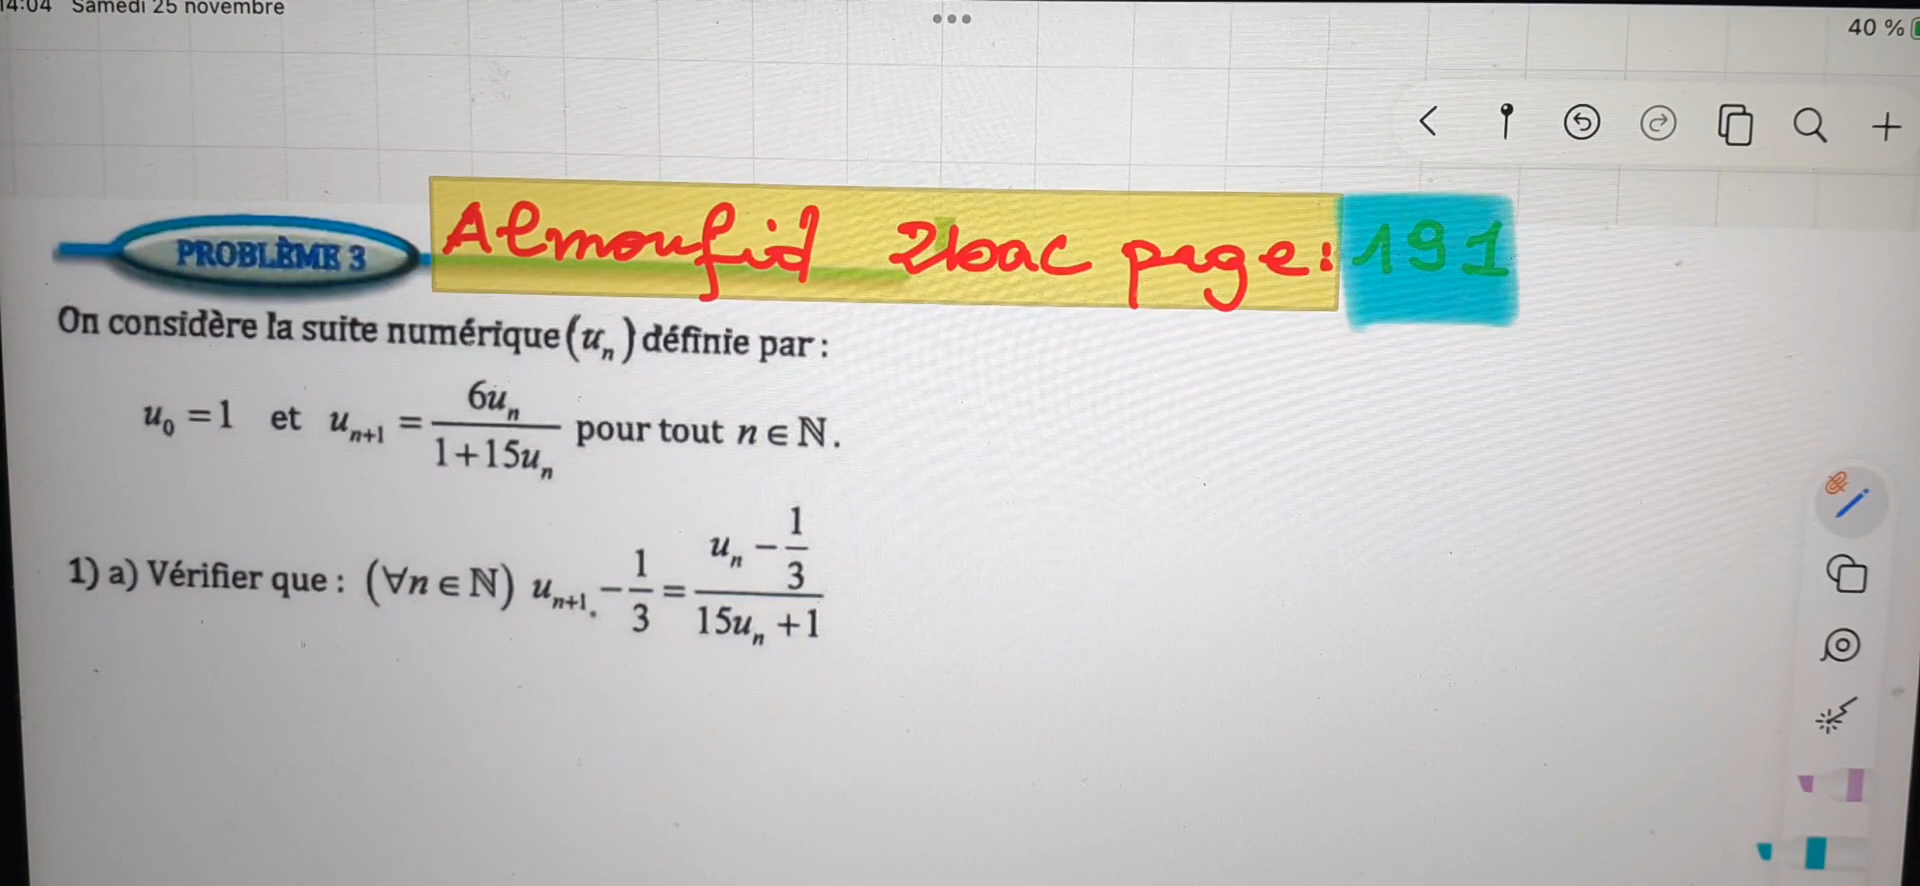 14:04 Samedi 25 novembre
40 %
PROBLÈME 3
Almoufid 2bac page: 191
On considère la suite numérique (uₙ) définie par :
u₀ = 1 et uₙ₊₁ = 6uₙ / (1+15uₙ) pour tout n ∈ ℕ.
1) a) Vérifier que : (∀n ∈ ℕ) uₙ₊₁ − 1/3 = (uₙ − 1/3) / (15uₙ + 1)